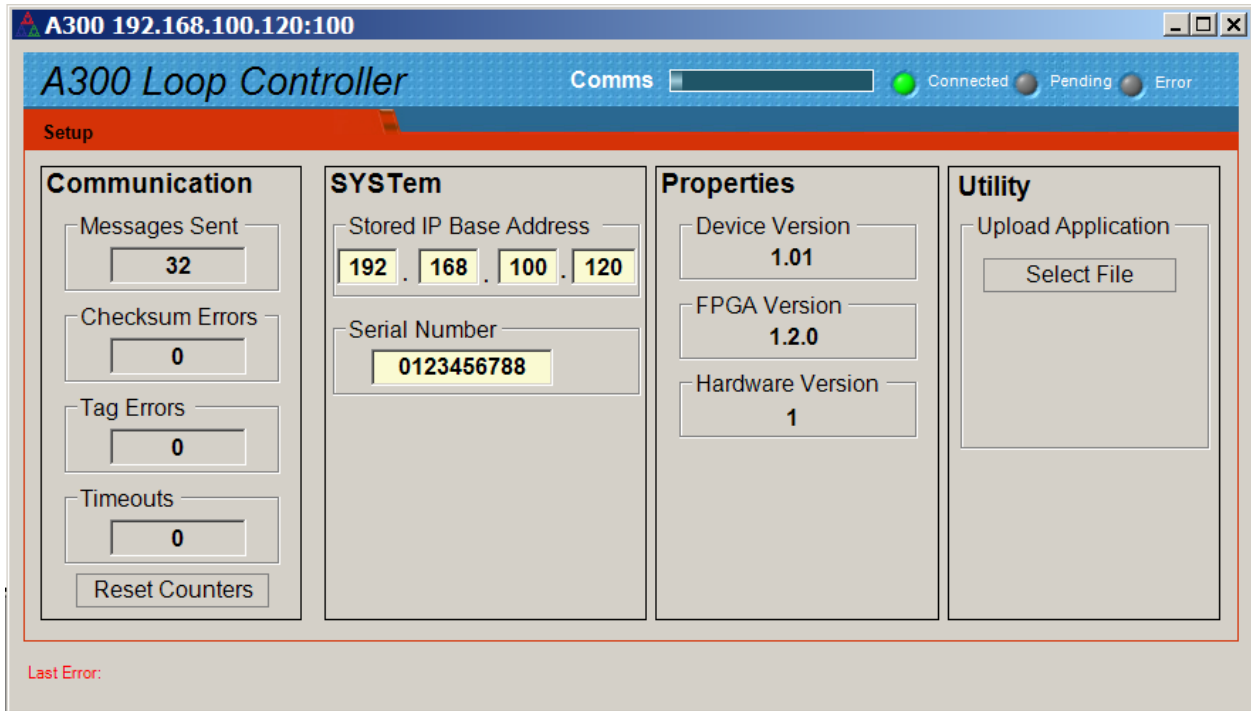 A300 192.168.100.120:100
A300 Loop Controller
Comms
Connected
Pending
Error
Setup
Communication
Messages Sent
32
Checksum Errors
0
Tag Errors
0
Timeouts
0
Reset Counters
SYSTem
Stored IP Base Address
192 . 168 . 100 . 120
Serial Number
0123456788
Properties
Device Version
1.01
FPGA Version
1.2.0
Hardware Version
1
Utility
Upload Application
Select File
Last Error: